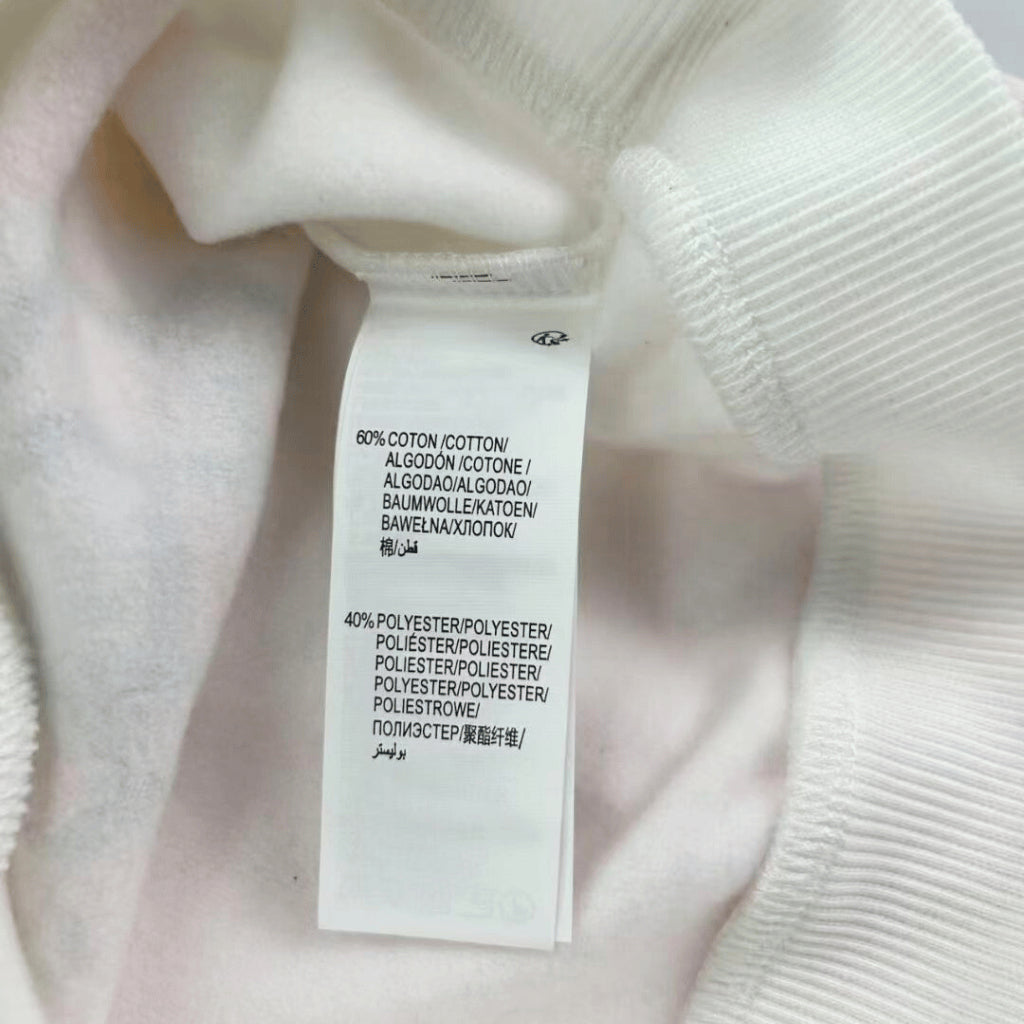 60% COTON /COTTON/
ALGODÓN /COTONE /
ALGODAO/ALGODAO/
BAUMWOLLE/KATOEN/
BAWEŁNA/ХЛОПОК/
棉/قطن
40% POLYESTER/POLYESTER/
POLIÉSTER/POLIESTERE/
POLIESTER/POLIESTER/
POLYESTER/POLYESTER/
POLIESTROWE/
ПОЛИЭСТЕР/聚酯纤维/
بوليستر